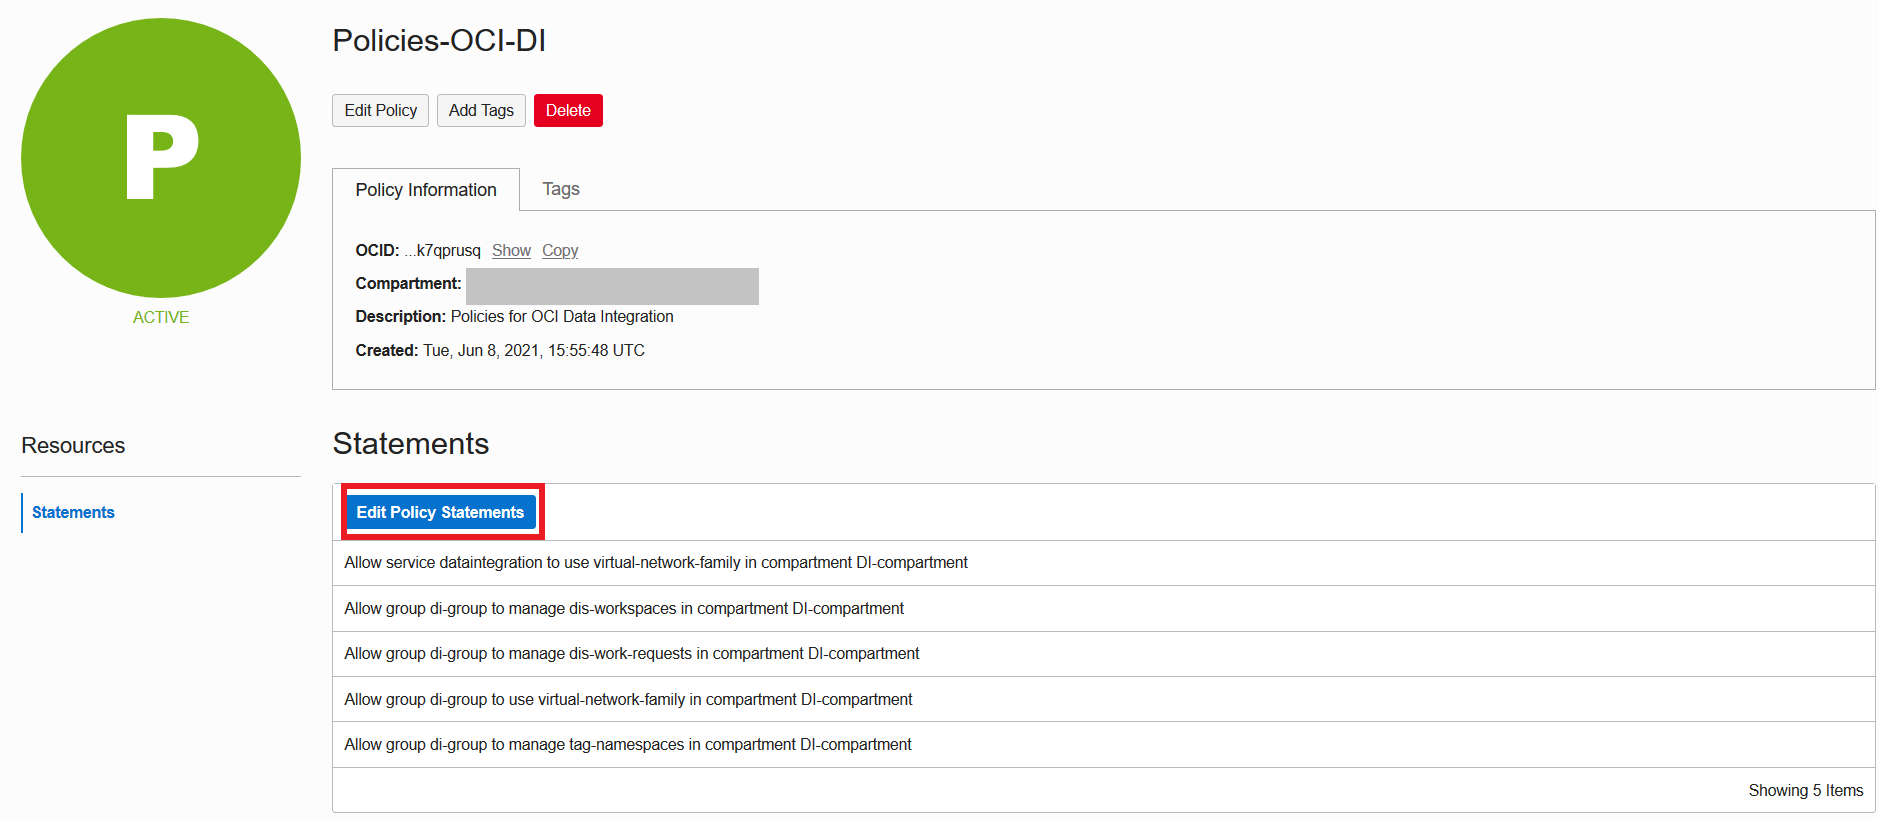 P
ACTIVE
Policies-OCI-DI
Edit Policy Add Tags Delete
Policy Information Tags
OCID: ...k7qprusq Show Copy
Compartment:
Description: Policies for OCI Data Integration
Created: Tue, Jun 8, 2021, 15:55:48 UTC
Resources
Statements
Statements
Edit Policy Statements
Allow service dataintegration to use virtual-network-family in compartment DI-compartment
Allow group di-group to manage dis-workspaces in compartment DI-compartment
Allow group di-group to manage dis-work-requests in compartment DI-compartment
Allow group di-group to use virtual-network-family in compartment DI-compartment
Allow group di-group to manage tag-namespaces in compartment DI-compartment
Showing 5 Items